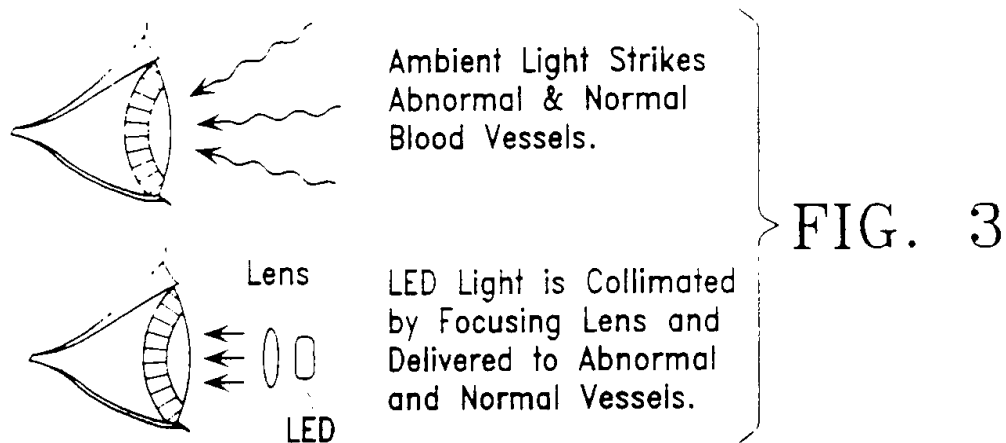 Ambient Light Strikes
Abnormal & Normal
Blood Vessels.
FIG. 3
Lens
LED Light is Collimated
by Focusing Lens and
Delivered to Abnormal
and Normal Vessels.
LED